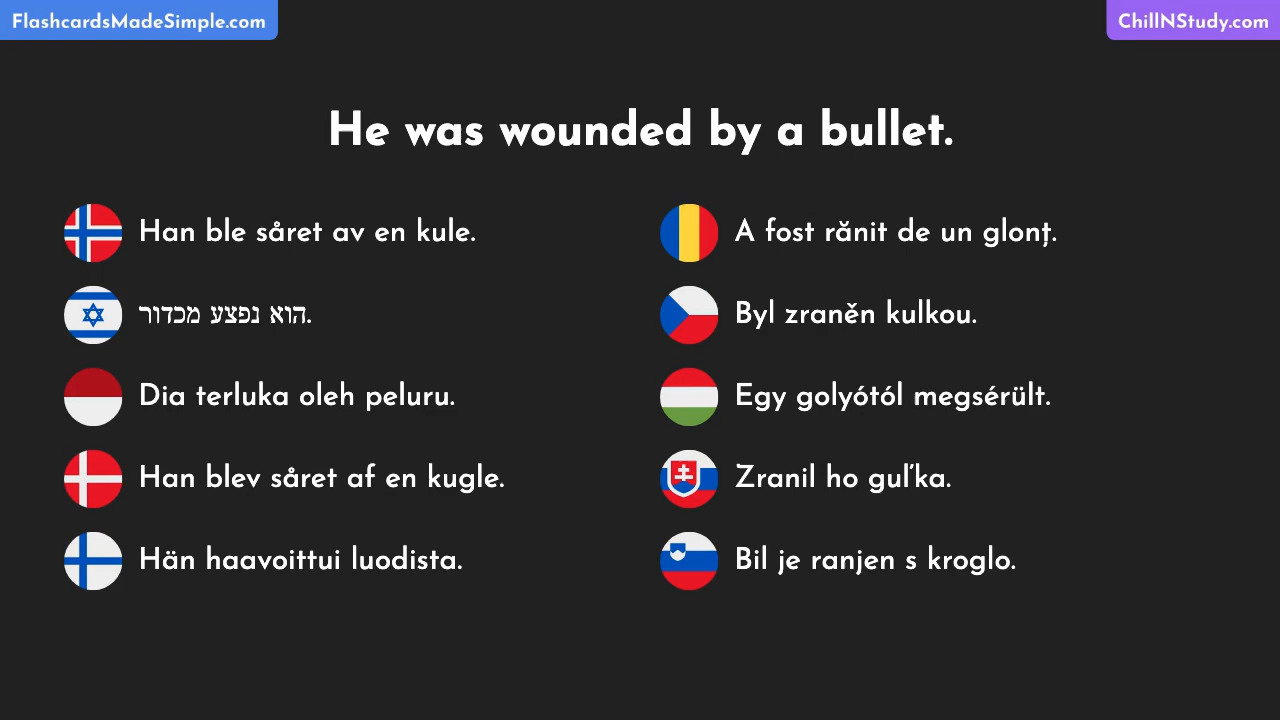 FlashcardsMadeSimple.com
ChillNStudy.com
He was wounded by a bullet.
Han ble såret av en kule.
הוא נפצע מכדור.
Dia terluka oleh peluru.
Han blev såret af en kugle.
Hän haavoittui luodista.
A fost rănit de un glonț.
Byl zraněn kulkou.
Egy golyótól megsérült.
Zranil ho guľka.
Bil je ranjen s kroglo.